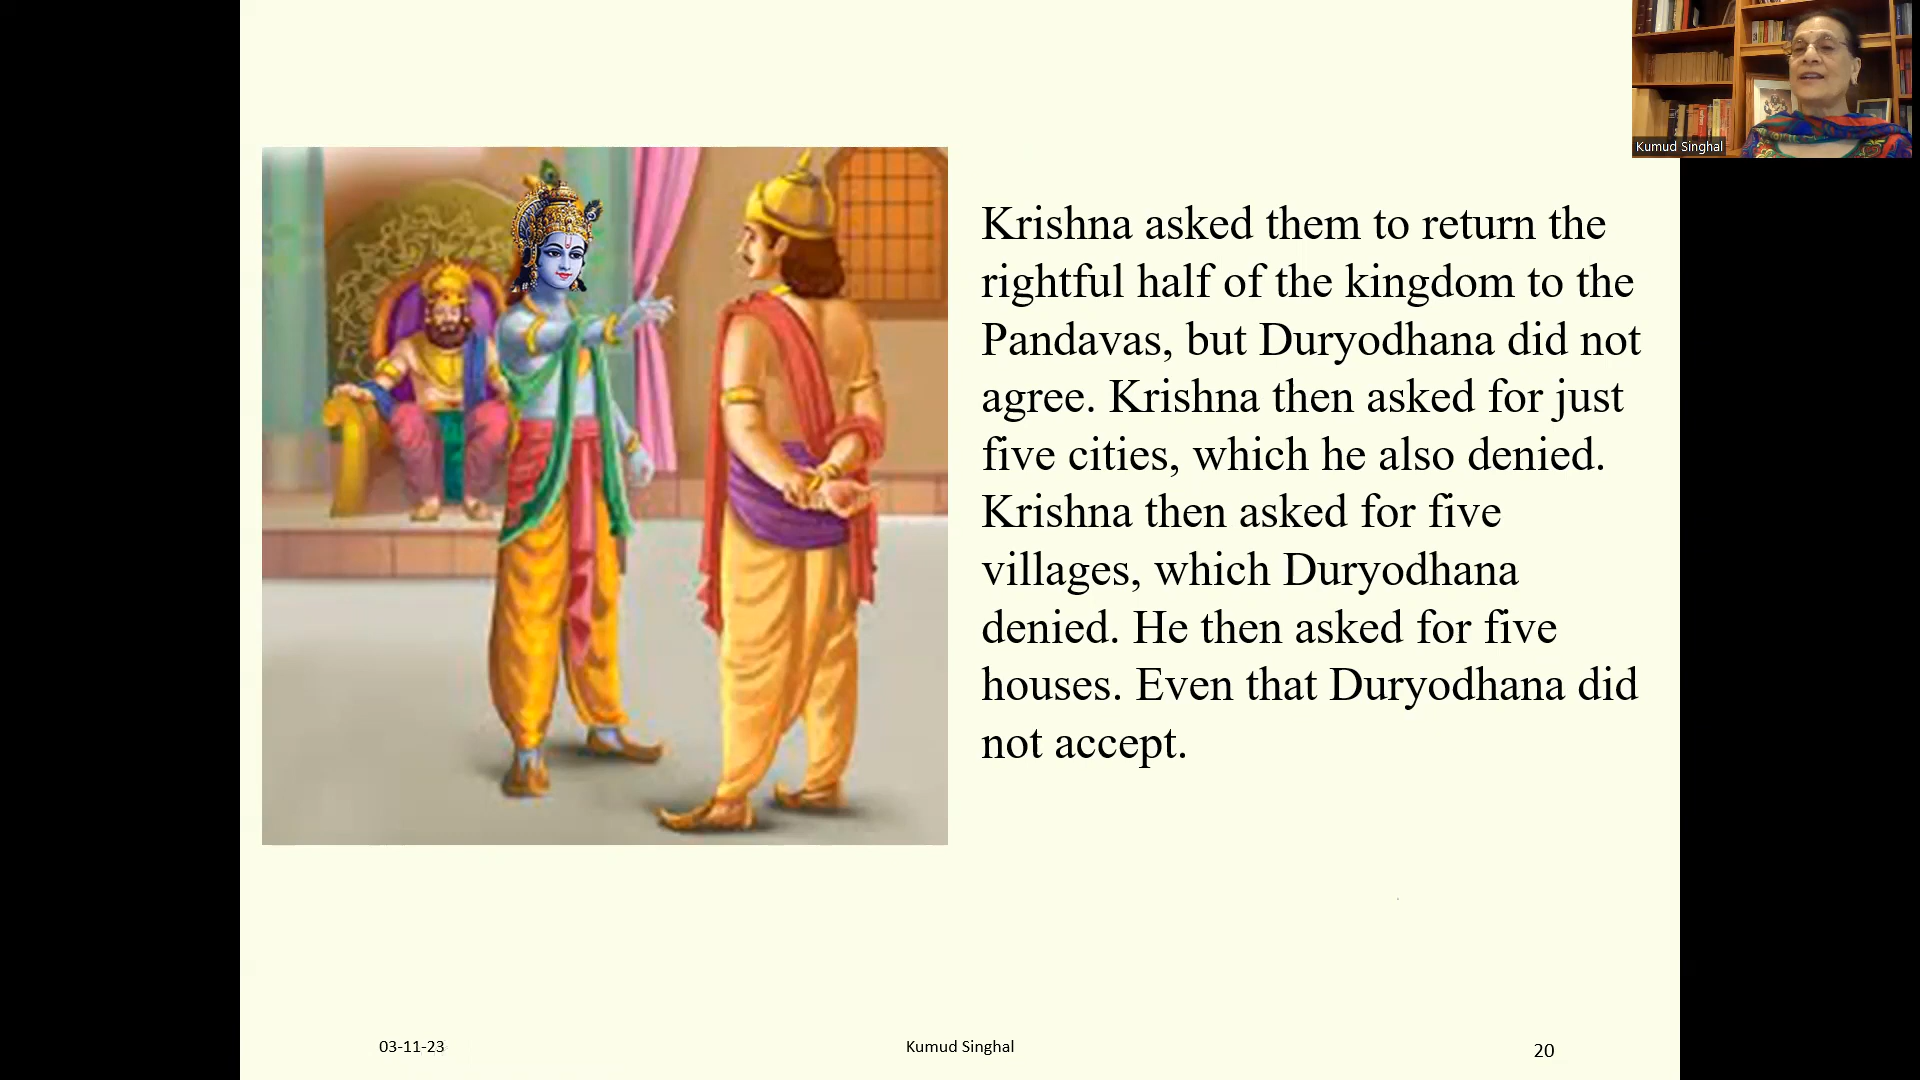 Kumud Singhal
Krishna asked them to return the
rightful half of the kingdom to the
Pandavas, but Duryodhana did not
agree. Krishna then asked for just
five cities, which he also denied.
Krishna then asked for five
villages, which Duryodhana
denied. He then asked for five
houses. Even that Duryodhana did
not accept.
03-11-23
Kumud Singhal
20